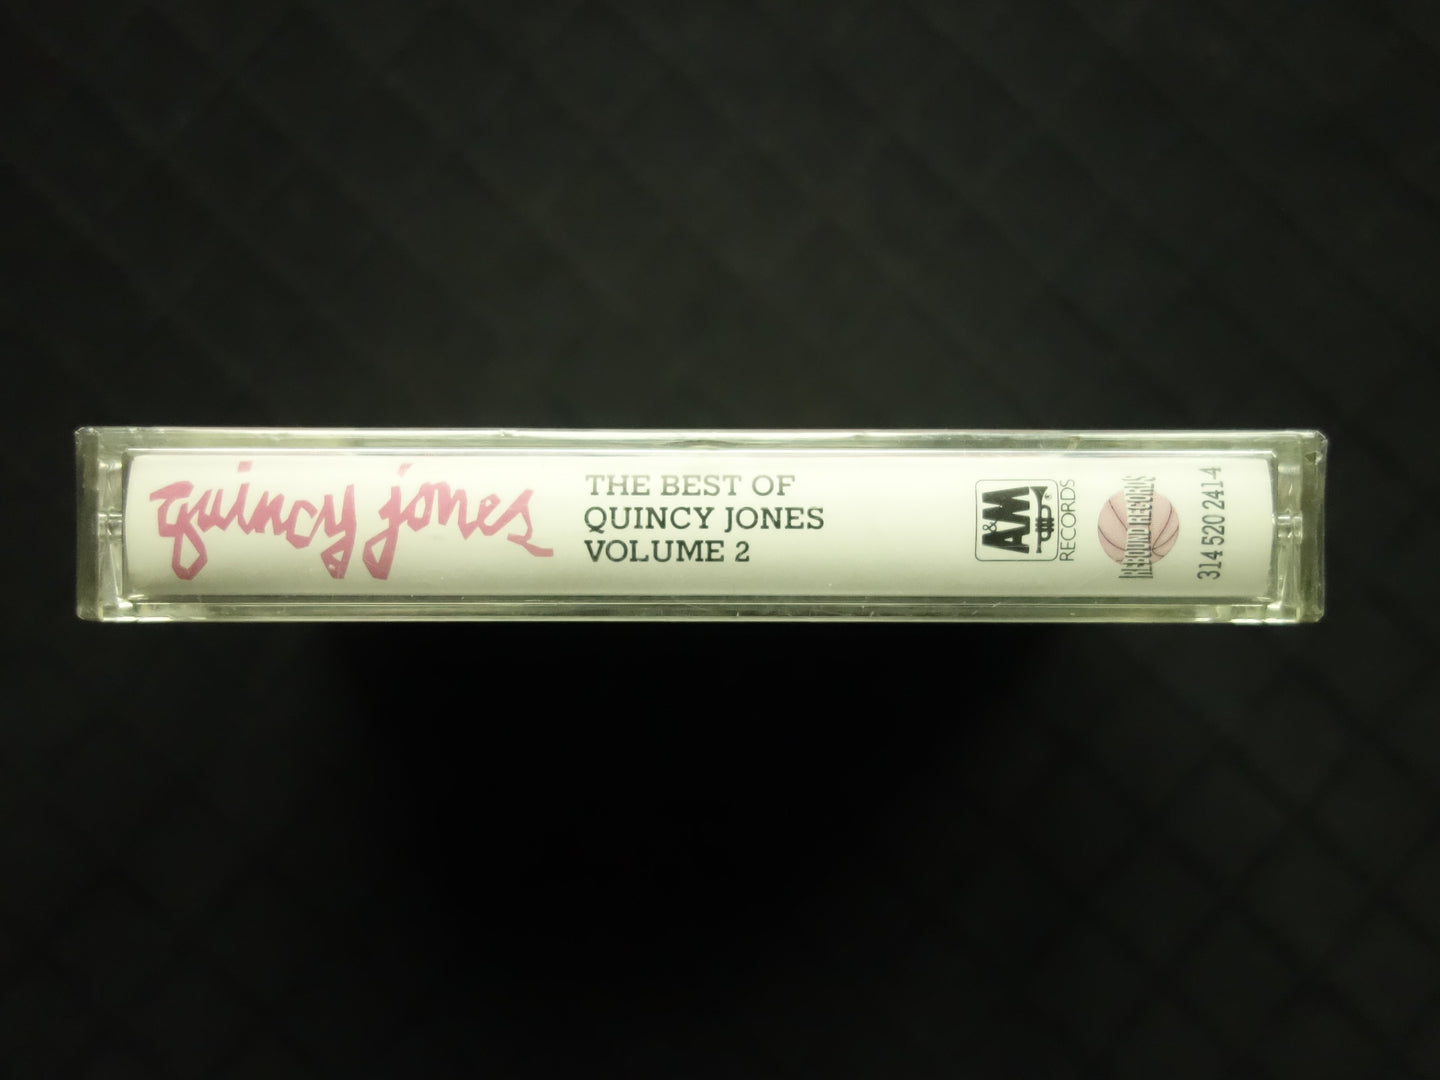 quincy jones
THE BEST OF
QUINCY JONES
VOLUME 2
A&M
RECORDS
REBOUND RECORDS
314 520 241-4